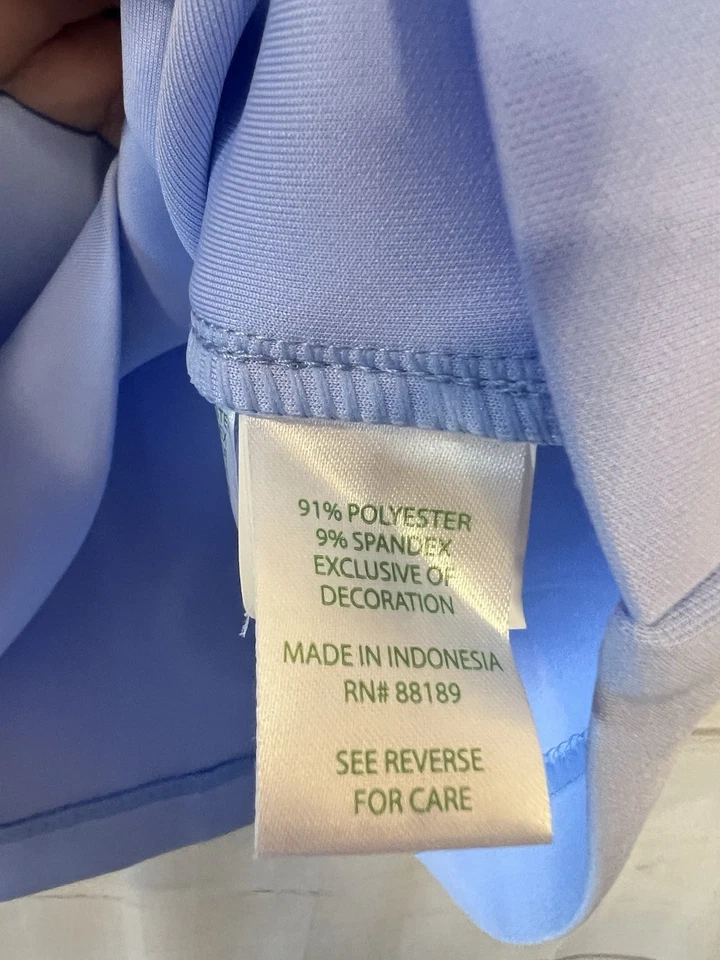 91% POLYESTER
9% SPANDEX
EXCLUSIVE OF
DECORATION
MADE IN INDONESIA
RN# 88189
SEE REVERSE
FOR CARE